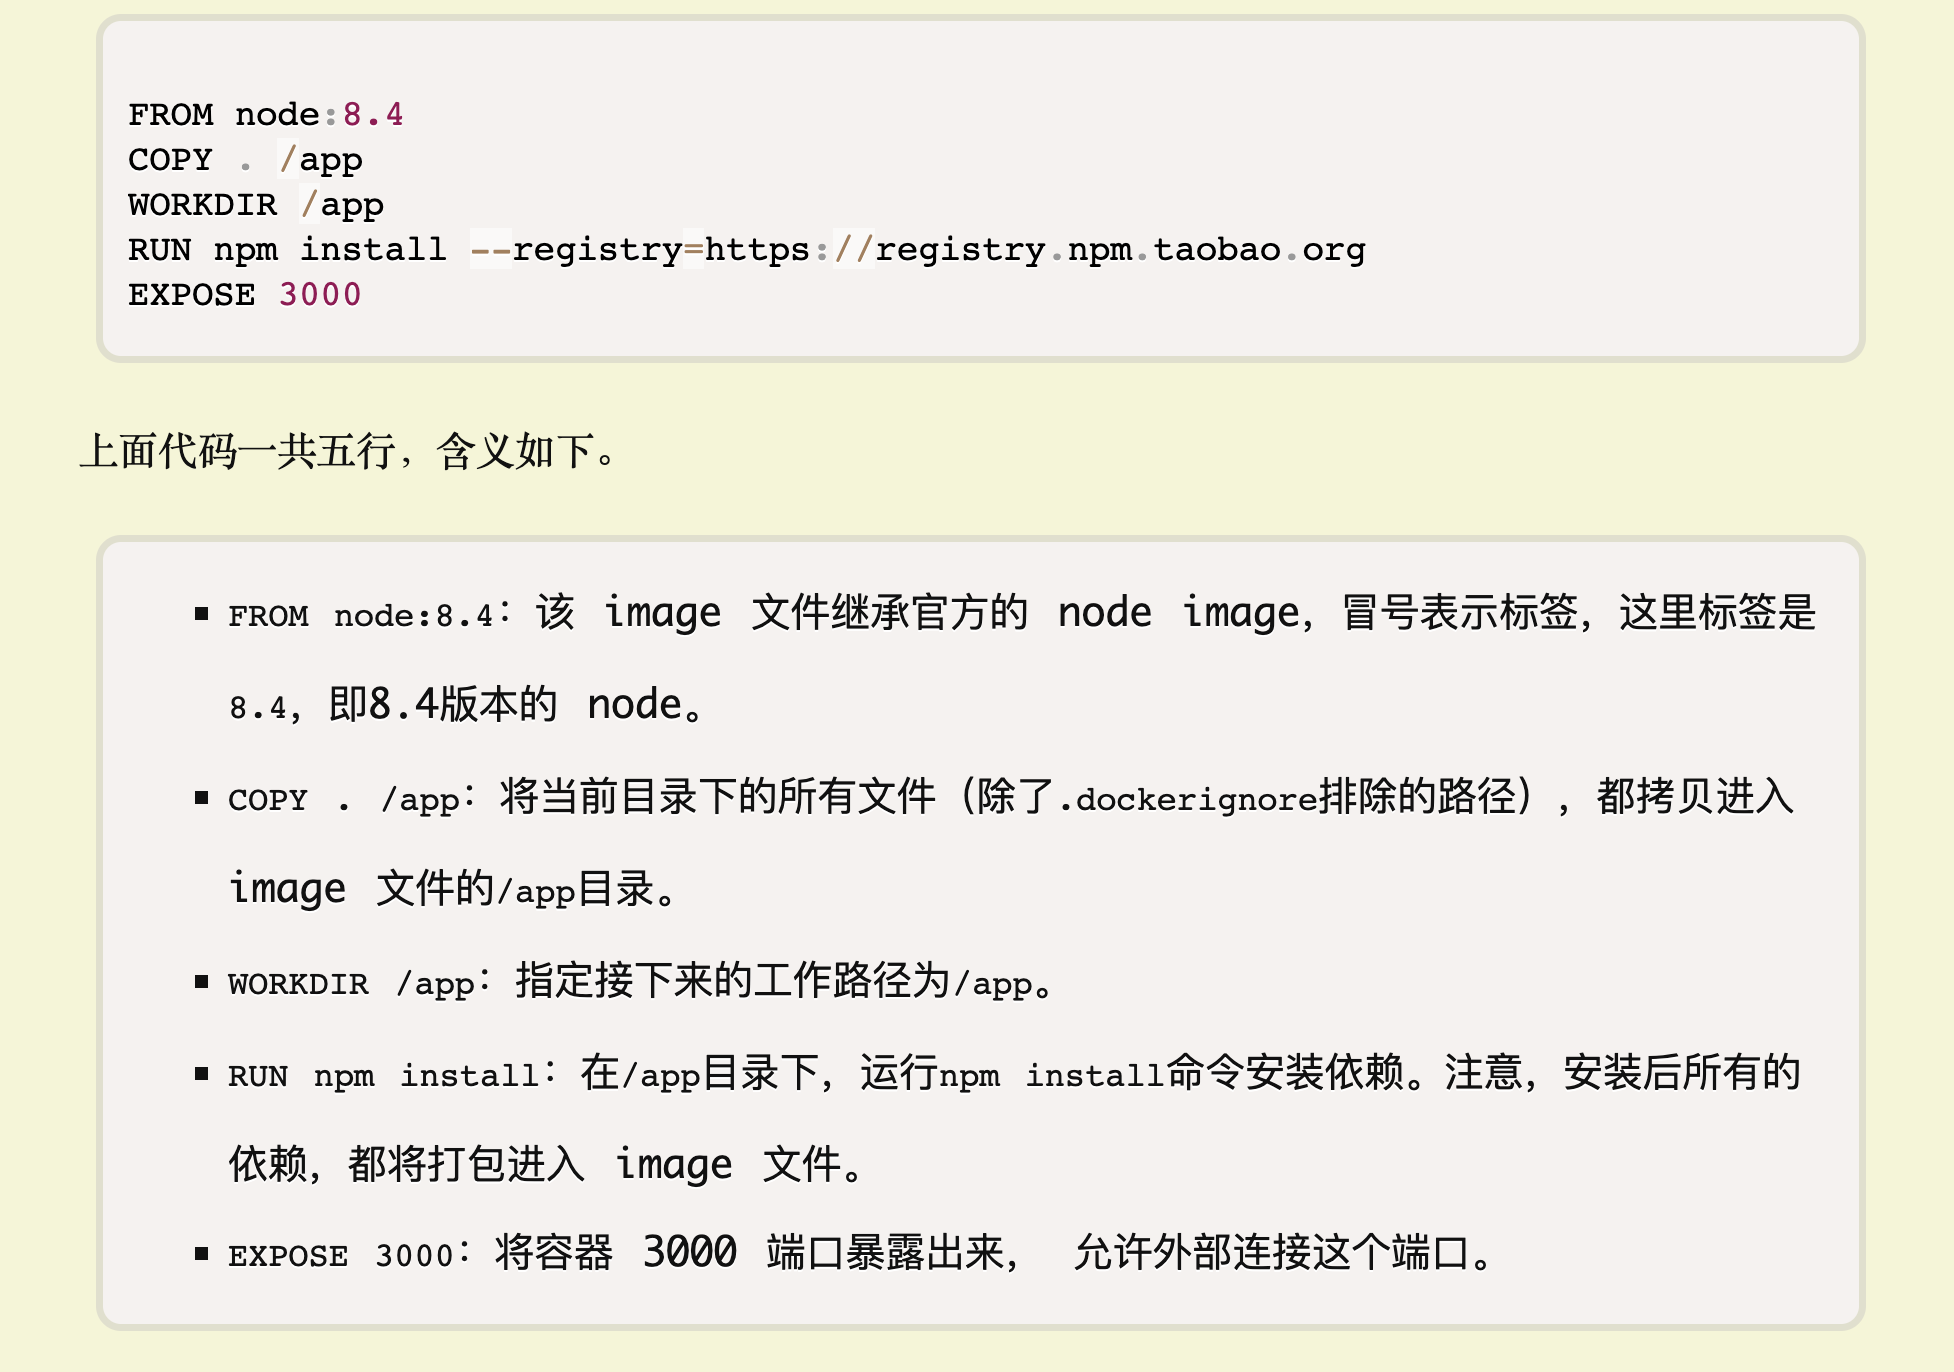 FROM node:8.4
COPY . /app
WORKDIR /app
RUN npm install --registry=https://registry.npm.taobao.org
EXPOSE 3000
上面代码一共五行，含义如下。
FROM node:8.4：该 image 文件继承官方的 node image，冒号表示标签，这里标签是
8.4，即8.4版本的 node。
COPY . /app：将当前目录下的所有文件（除了.dockerignore排除的路径），都拷贝进入
image 文件的/app目录。
WORKDIR /app：指定接下来的工作路径为/app。
RUN npm install：在/app目录下，运行npm install命令安装依赖。注意，安装后所有的
依赖，都将打包进入 image 文件。
EXPOSE 3000：将容器 3000 端口暴露出来， 允许外部连接这个端口。